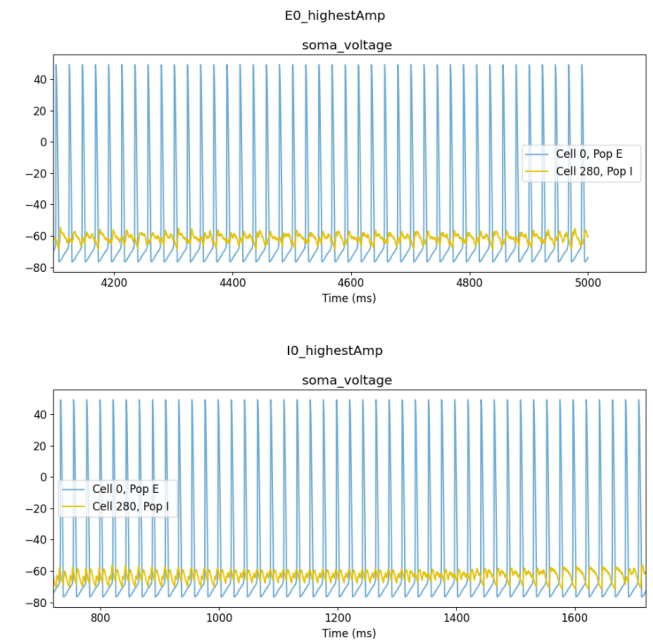 E0_highestAmp
soma_voltage
40
20
0
−20
−40
−60
−80
Cell 0, Pop E
Cell 280, Pop I
4200 4400 4600 4800 5000
Time (ms)
I0_highestAmp
soma_voltage
40
20
0
−20
−40
−60
−80
Cell 0, Pop E
Cell 280, Pop I
800 1000 1200 1400 1600
Time (ms)